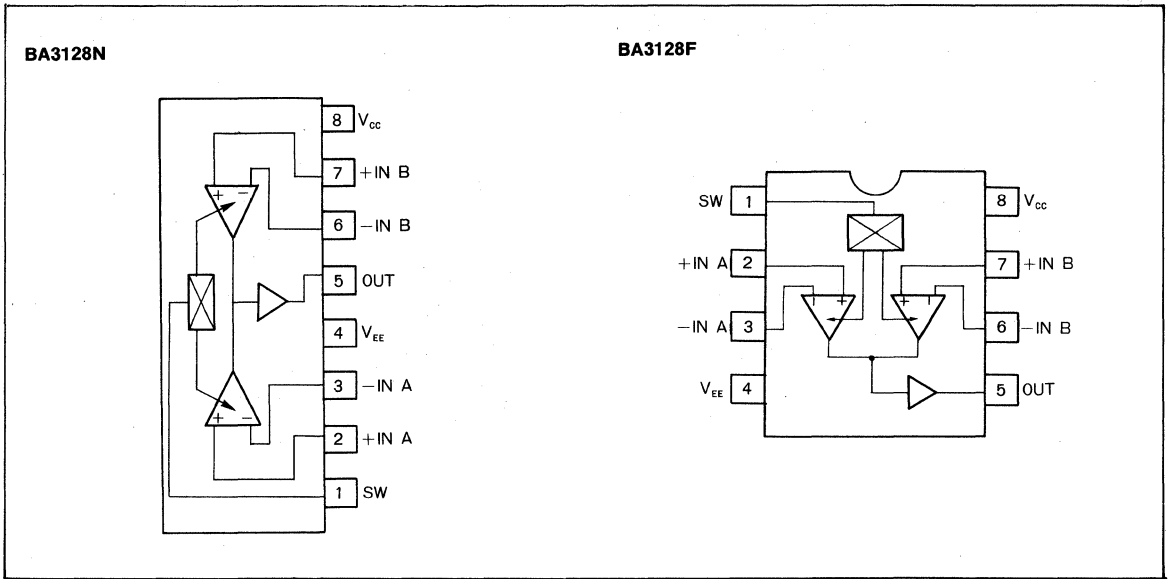 BA3128N
8 Vcc
7 +IN B
6 −IN B
5 OUT
4 VEE
3 −IN A
2 +IN A
1 SW
+ −
+ −
BA3128F
SW 1
+IN A 2
−IN A 3
VEE 4
8 Vcc
7 +IN B
6 −IN B
5 OUT
− +
+ −